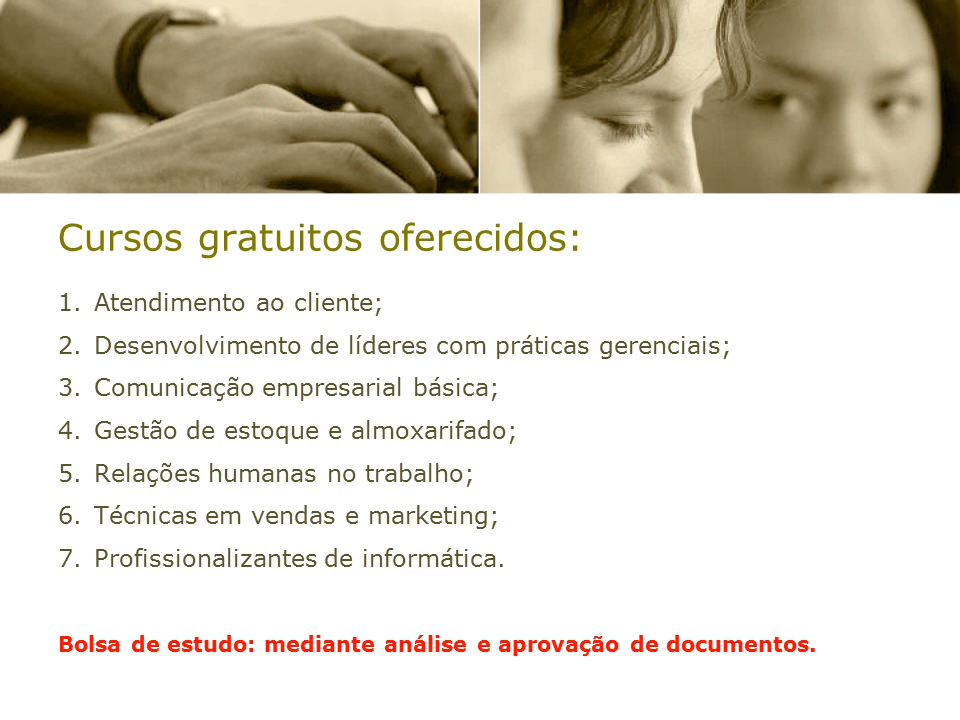 Cursos gratuitos oferecidos:
1. Atendimento ao cliente;
2. Desenvolvimento de líderes com práticas gerenciais;
3. Comunicação empresarial básica;
4. Gestão de estoque e almoxarifado;
5. Relações humanas no trabalho;
6. Técnicas em vendas e marketing;
7. Profissionalizantes de informática.
Bolsa de estudo: mediante análise e aprovação de documentos.